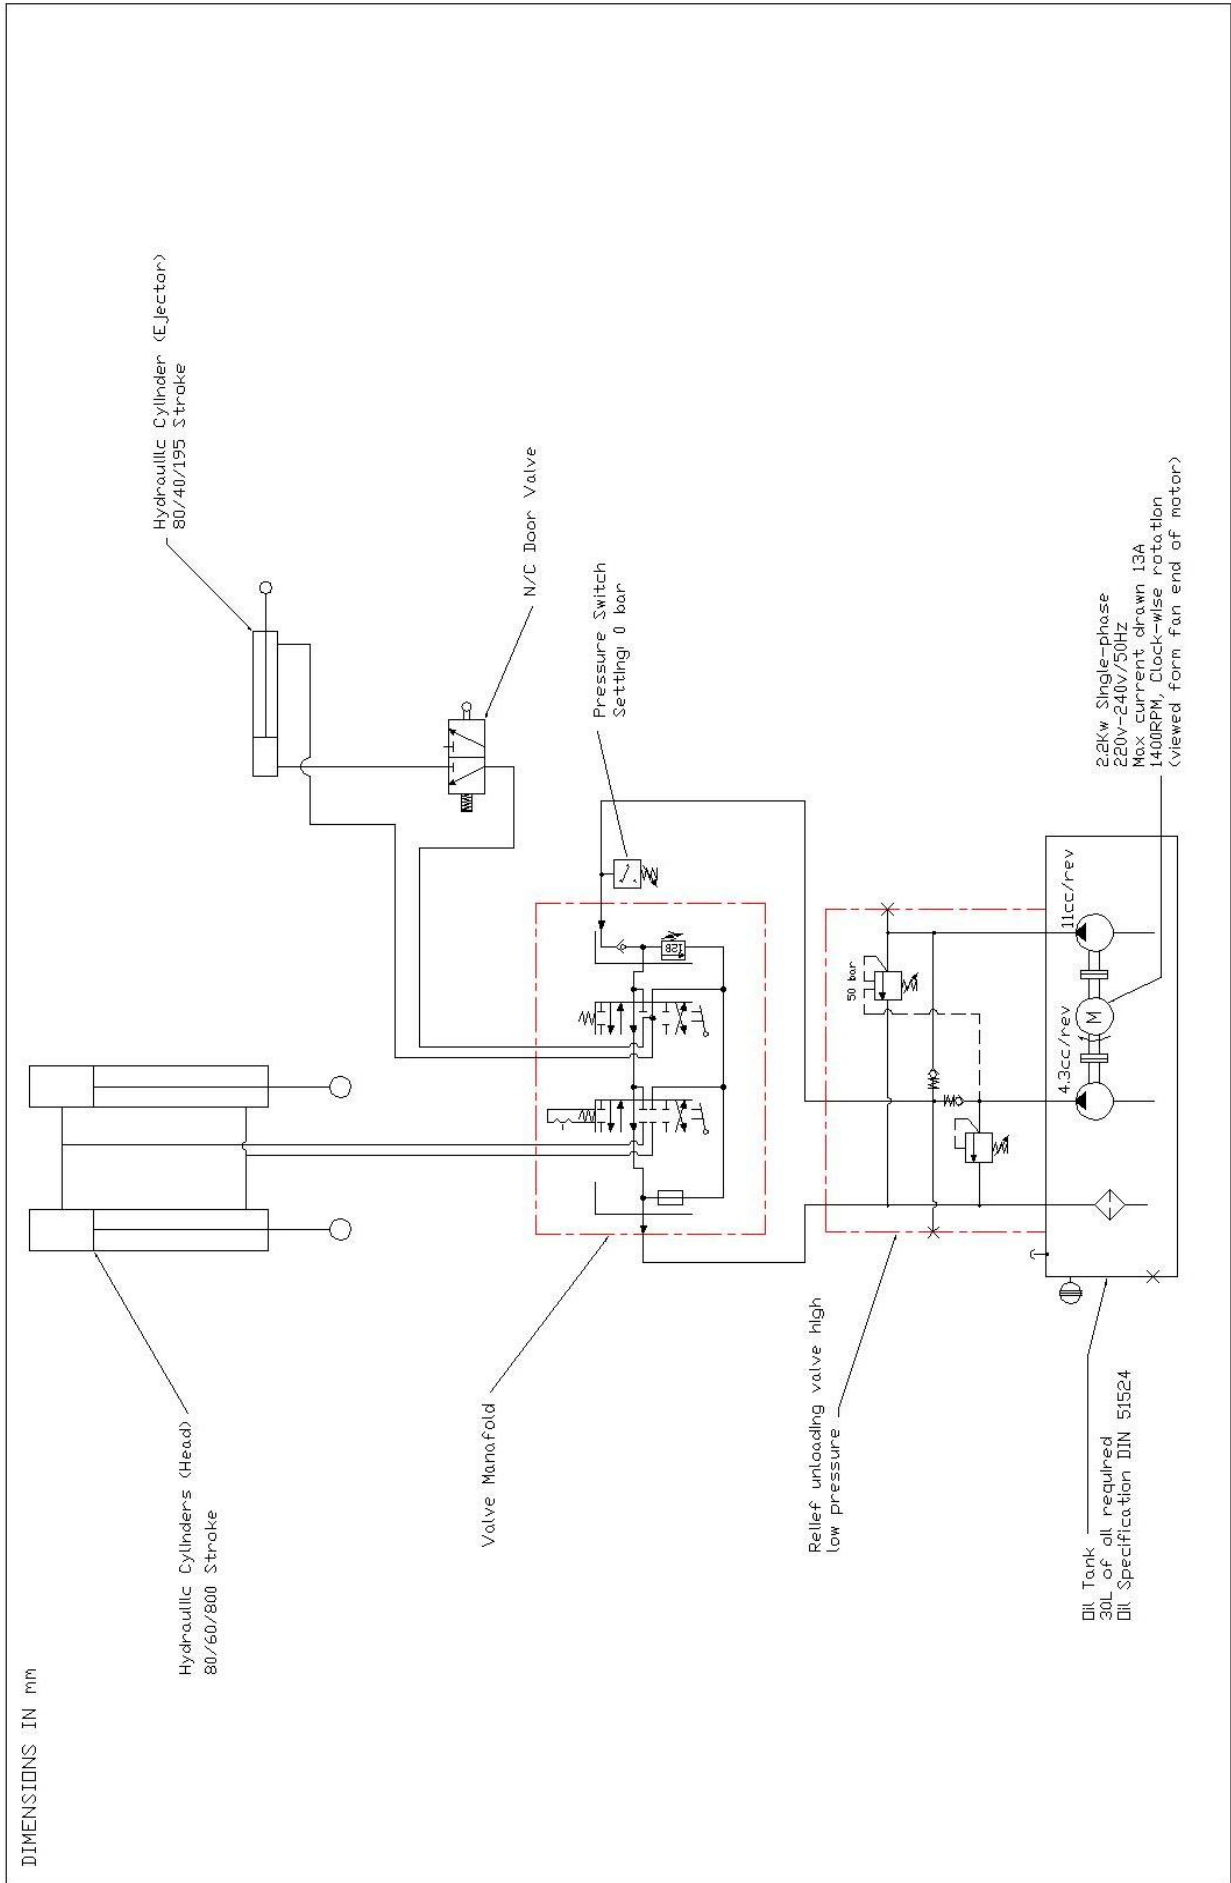 DIMENSIONS IN mm
Hydraulic Cylinders (Head)
80/60/800 Stroke
Hydraulic Cylinder (Ejector)
80/40/195 Stroke
N/C Door Valve
Valve Manafold
Pressure Switch
Setting: 0 bar
Relief unloading valve high
low pressure
50 bar
4.3cc/rev
11cc/rev
M
Oil Tank
30L of oil required
Oil Specification DIN 51524
2.2Kw Single-phase
220v-240v/50Hz
Max current drawn 13A
1400RPM, Clock-wise rotation
(viewed form fan end of motor)